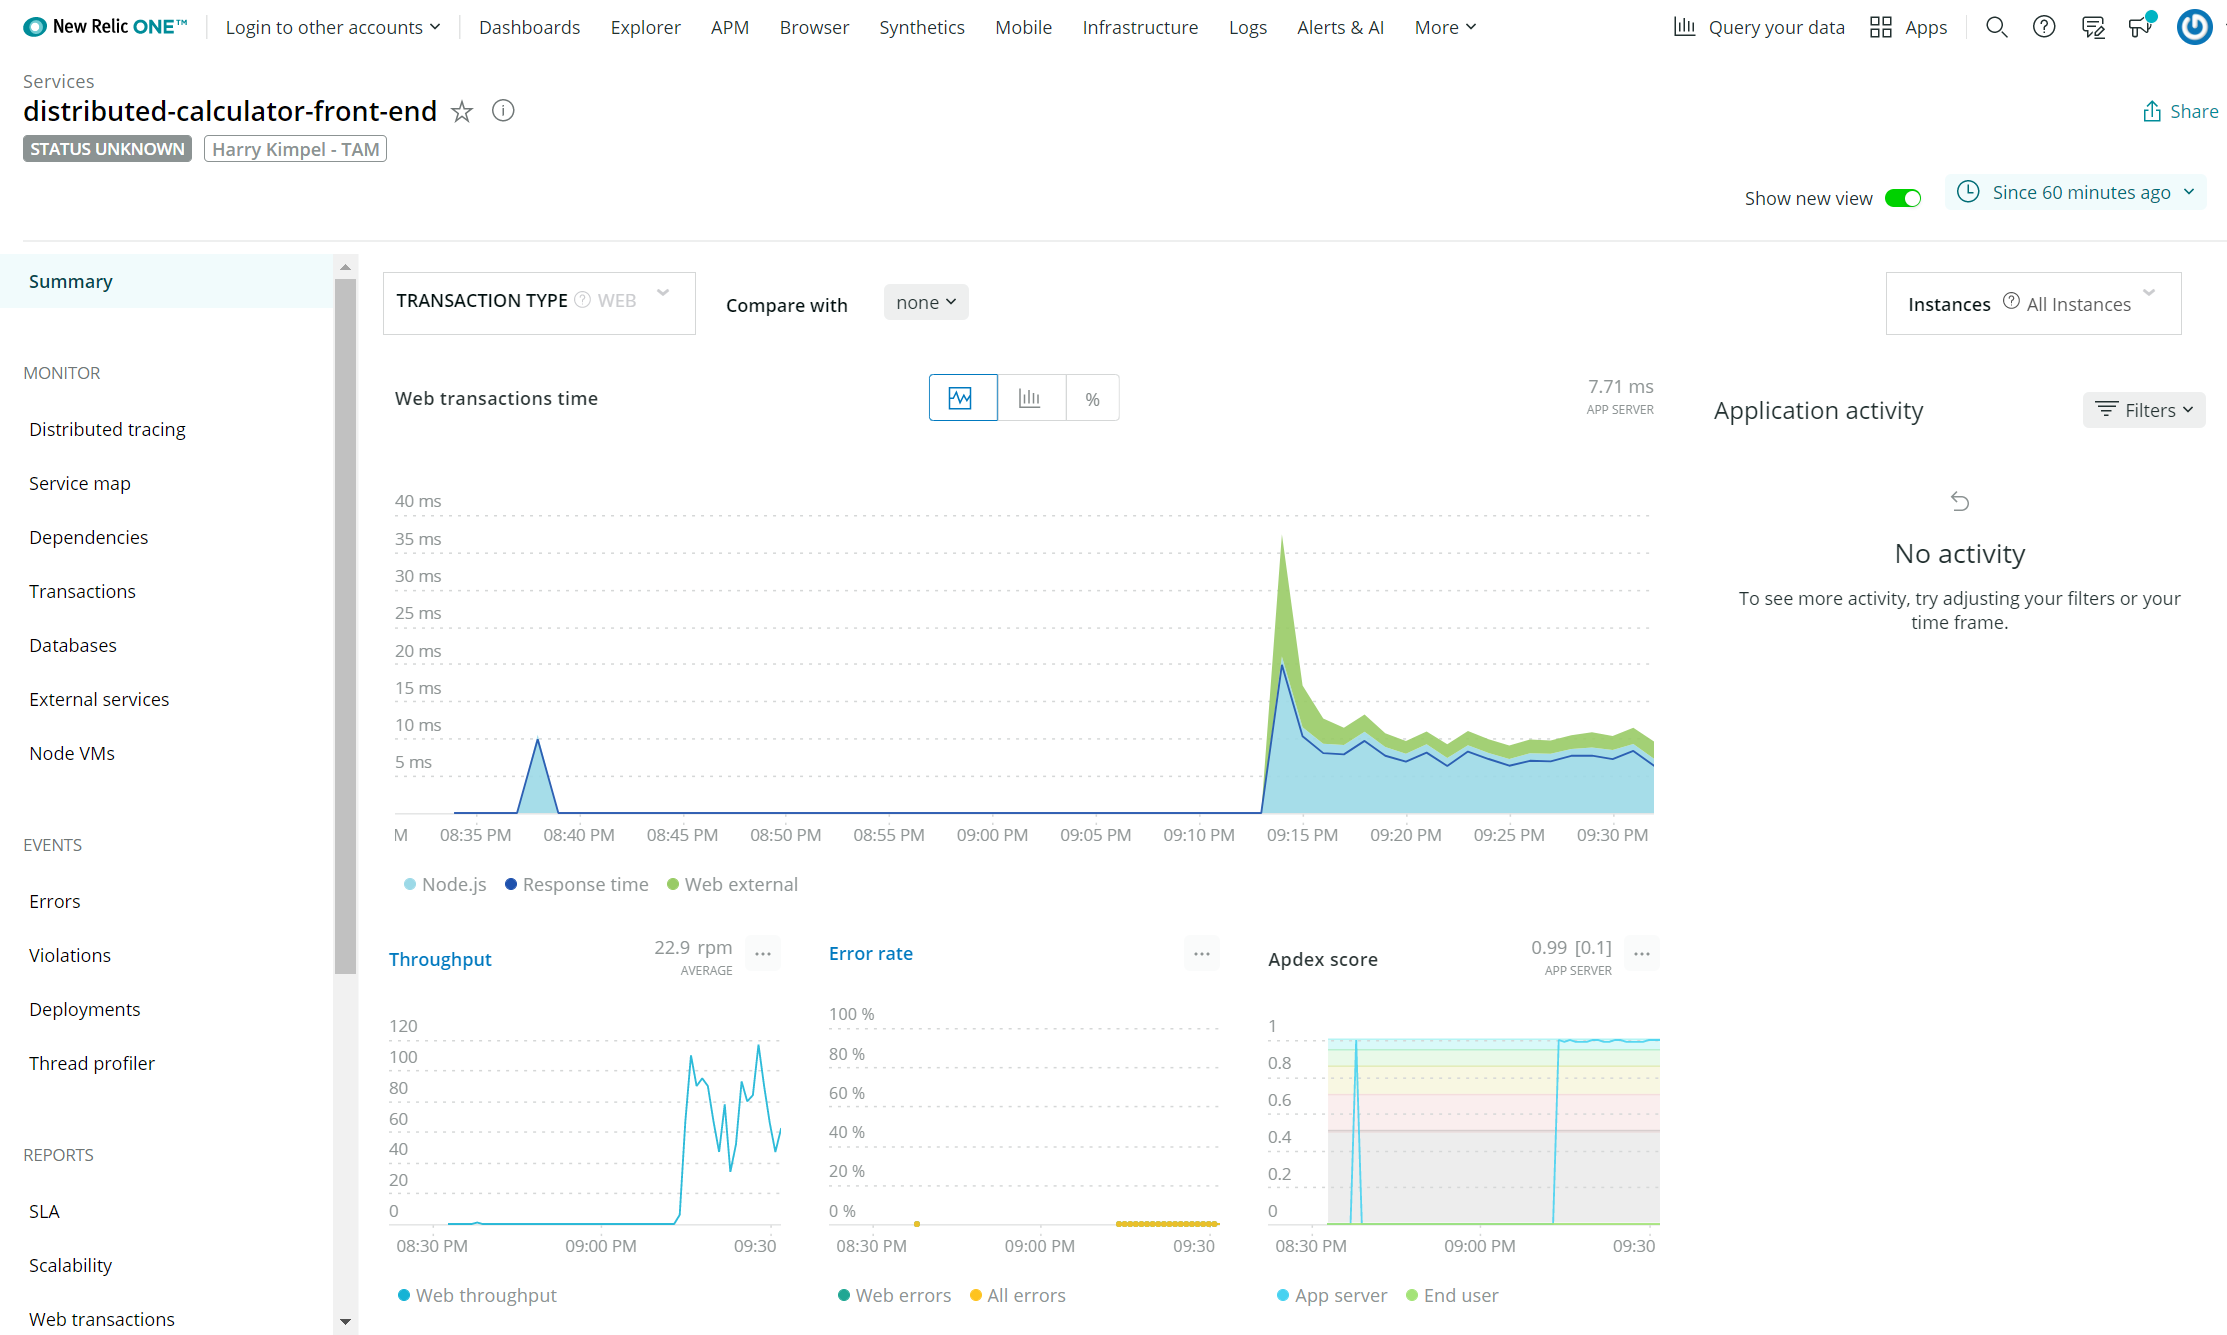 New Relic ONE™ Login to other accounts Dashboards Explorer APM Browser Synthetics Mobile Infrastructure Logs Alerts & AI More Query your data Apps
Services
distributed-calculator-front-end
Share
STATUS UNKNOWN Harry Kimpel - TAM
Show new view Since 60 minutes ago
Summary
MONITOR
Distributed tracing
Service map
Dependencies
Transactions
Databases
External services
Node VMs
EVENTS
Errors
Violations
Deployments
Thread profiler
REPORTS
SLA
Scalability
Web transactions
TRANSACTION TYPE WEB
Compare with none
Instances All Instances
Web transactions time
%
7.71 ms
APP SERVER
40 ms
35 ms
30 ms
25 ms
20 ms
15 ms
10 ms
5 ms
M 08:35 PM 08:40 PM 08:45 PM 08:50 PM 08:55 PM 09:00 PM 09:05 PM 09:10 PM 09:15 PM 09:20 PM 09:25 PM 09:30 PM
Node.js Response time Web external
Application activity Filters
No activity
To see more activity, try adjusting your filters or your
time frame.
Throughput
22.9 rpm
AVERAGE
120
100
80
60
40
20
0
08:30 PM 09:00 PM 09:30
Web throughput
Error rate
100 %
80 %
60 %
40 %
20 %
0 %
08:30 PM 09:00 PM 09:30
Web errors All errors
Apdex score
0.99 [0.1]
APP SERVER
1
0.8
0.6
0.4
0.2
0
08:30 PM 09:00 PM 09:30
App server End user